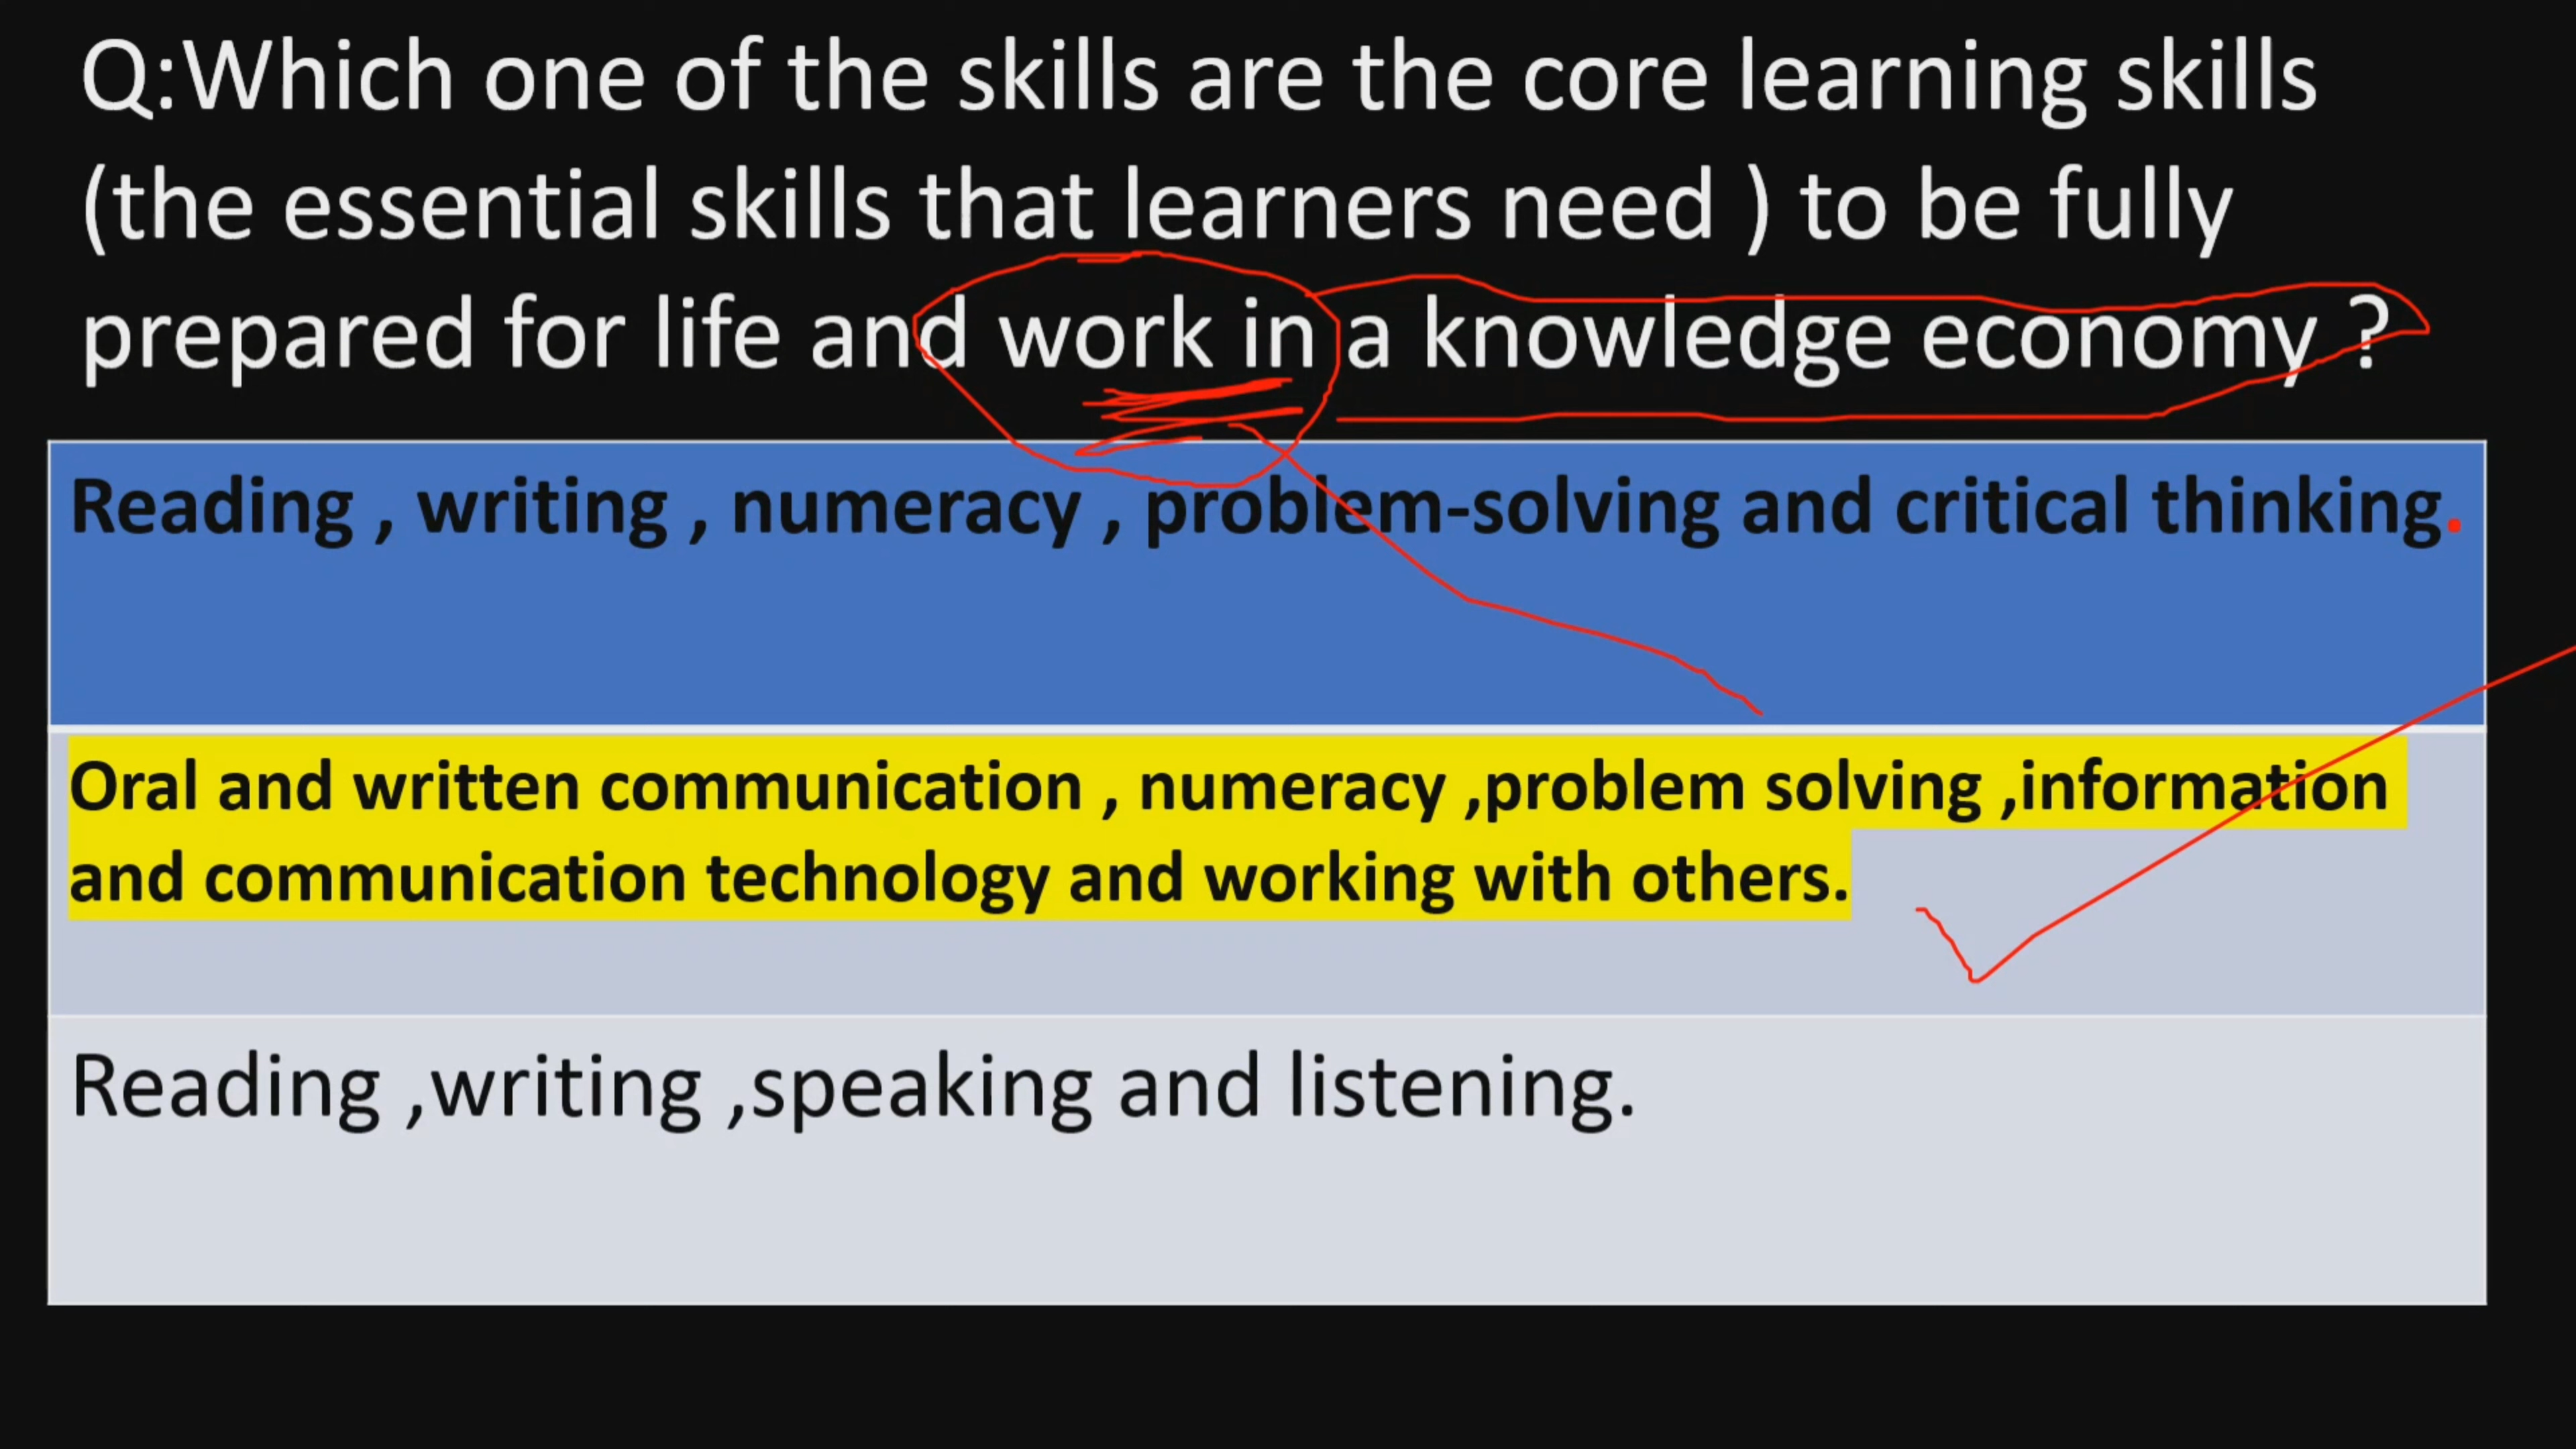 Q:Which one of the skills are the core learning skills
(the essential skills that learners need ) to be fully
prepared for life and work in a knowledge economy ?
Reading , writing , numeracy , problem-solving and critical thinking.
Oral and written communication , numeracy ,problem solving ,information
and communication technology and working with others.
Reading ,writing ,speaking and listening.